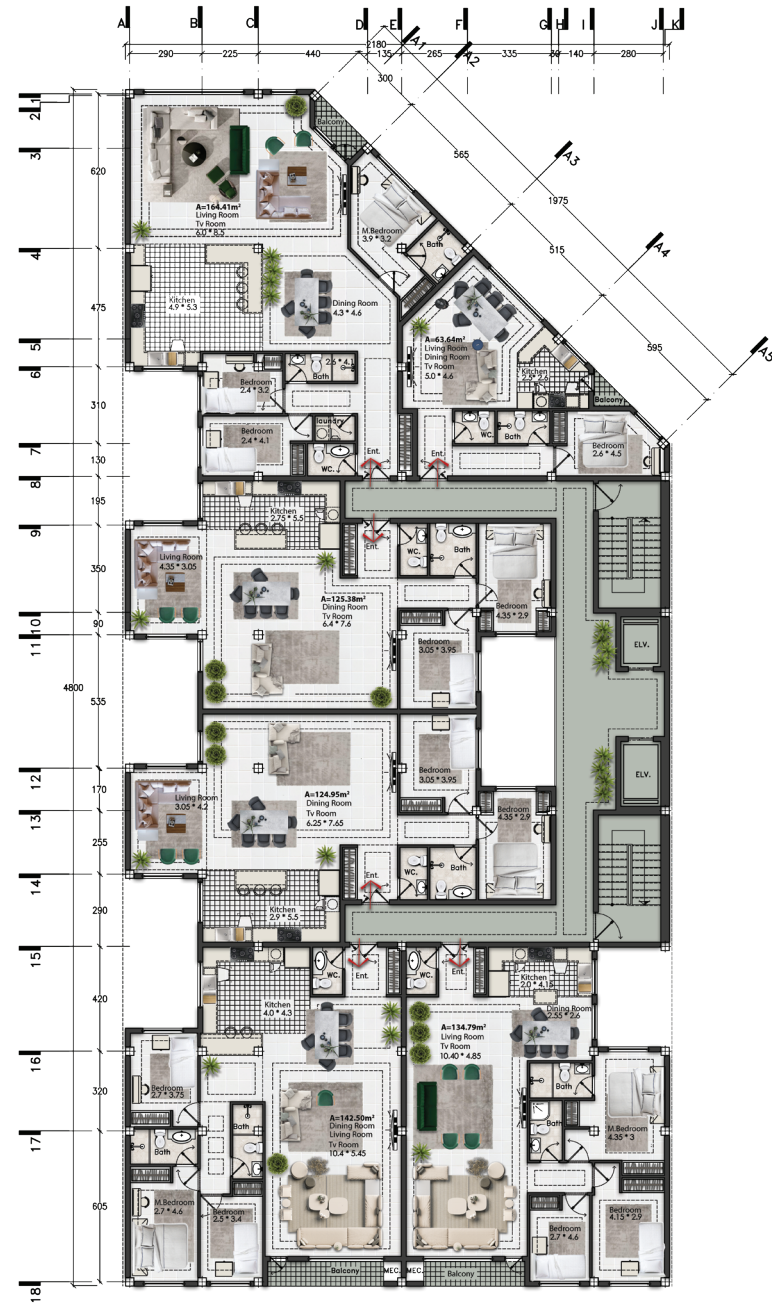 A
B
C
D
E
F
G
H
I
J
K
2180
290
225
440
135
265
335
30
140
280
A1
A2
A3
A4
A5
300
565
1975
515
595
1
2
3
4
5
6
7
8
9
10
11
12
13
14
15
16
17
18
620
475
310
130
195
350
90
4800
535
170
255
290
420
320
605
Balcony
A=164.41m²
Living Room
Tv Room
6.0 * 8.5
M.Bedroom
3.9 * 3.2
Bath
Kitchen
4.9 * 5.3
Dining Room
4.3 * 4.6
A=63.64m²
Living Room
Dining Room
Tv Room
5.0 * 4.6
Kitchen
Balcony
2.6 * 4.1
Bath
Bedroom
2.4 * 3.2
Bedroom
2.4 * 4.1
laundry
WC.
Ent.
Ent.
WC.
Bath
Bedroom
2.6 * 4.5
Kitchen
2.75 * 5.5
Ent.
WC.
Bath
Living Room
4.35 * 3.05
A=125.38m²
Dining Room
Tv Room
6.4 * 7.6
Bedroom
4.35 * 2.9
Bedroom
3.05 * 3.95
ELV.
Bedroom
3.05 * 3.95
ELV.
Living Room
3.05 * 4.2
A=124.95m²
Dining Room
Tv Room
6.25 * 7.65
Bedroom
4.35 * 2.9
Ent.
WC.
Bath
Kitchen
2.9 * 5.5
WC.
Ent.
WC.
Ent.
Kitchen
4.0 * 4.3
Kitchen
2.0 * 4.15
Dining Room
2.55 * 2.6
A=134.79m²
Living Room
Tv Room
10.40 * 4.85
Bedroom
2.7 * 3.75
Bath
Bath
A=142.50m²
Dining Room
Living Room
Tv Room
10.4 * 5.45
Bath
Bath
M.Bedroom
4.35 * 3
M.Bedroom
2.7 * 4.6
Bedroom
2.5 * 3.4
Bedroom
2.7 * 4.6
Bedroom
4.15 * 2.9
Balcony
MEC.
MEC.
Balcony